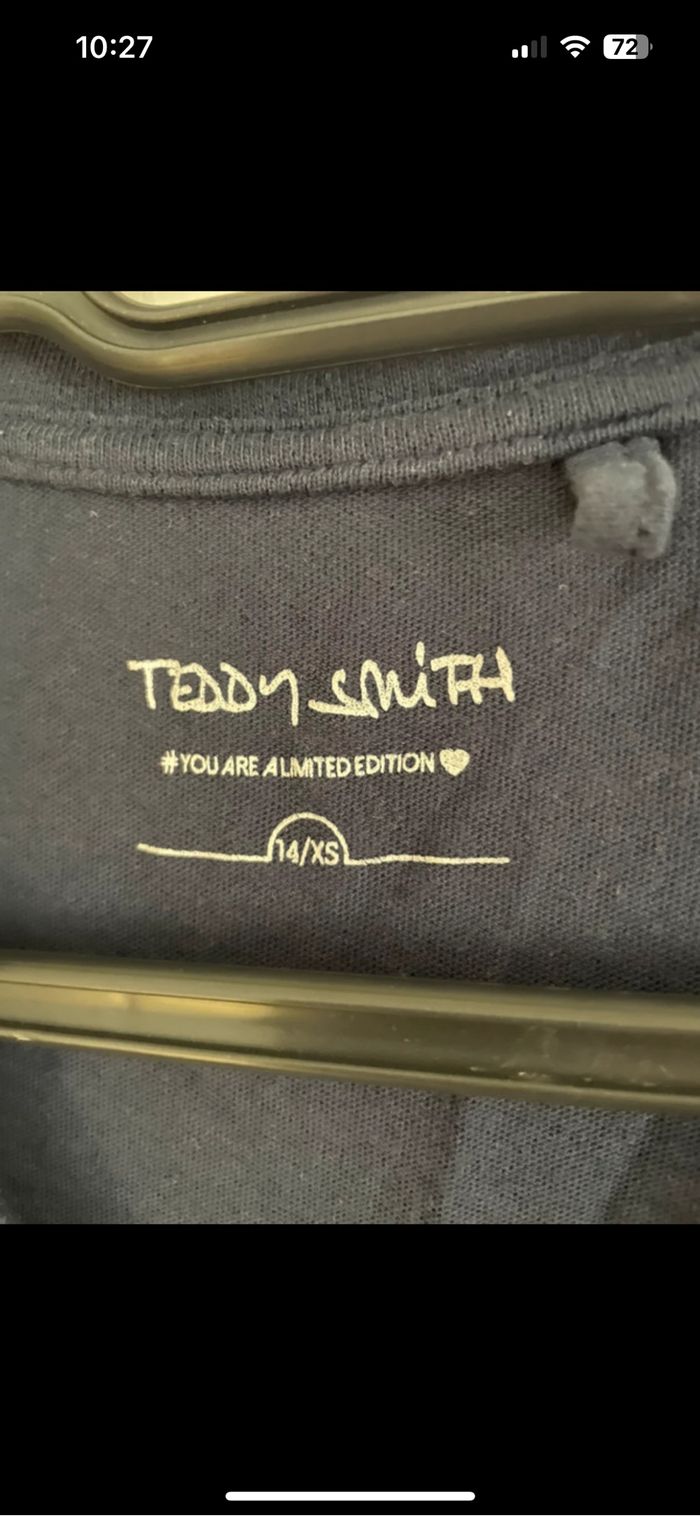 10:27
72
TEDDY SMiTH
#YOU ARE A LIMITED EDITION♥
14/XS